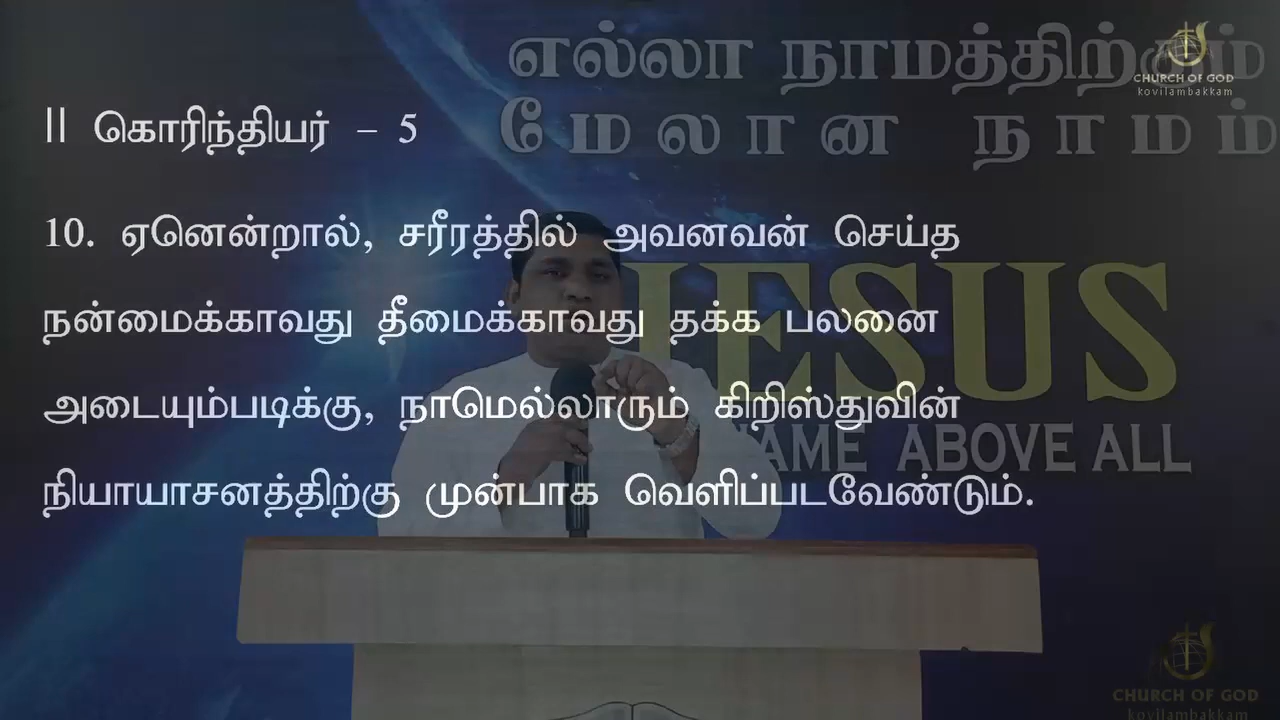 எல்லா நாமத்திற்கும்
மேலான நாமம்
CHURCH OF GOD
kovilambakkam
II கொரிந்தியர் – 5
10. ஏனென்றால், சரீரத்தில் அவனவன் செய்த
நன்மைக்காவது தீமைக்காவது தக்க பலனை
அடையும்படிக்கு, நாமெல்லாரும் கிறிஸ்துவின்
நியாயாசனத்திற்கு முன்பாக வெளிப்படவேண்டும்.
JESUS
NAME ABOVE ALL
CHURCH OF GOD
kovilambakkam